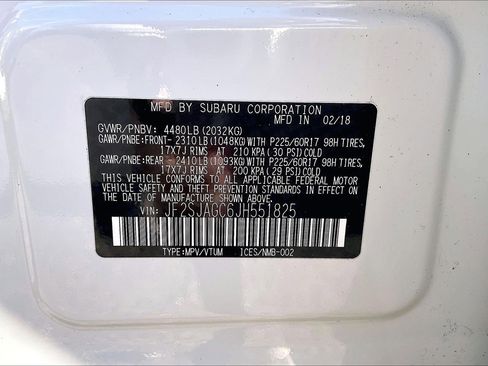 MFD BY SUBARU CORPORATION
MFD IN 02/18
GVWR/PNBV: 4480LB(2032KG)
GAWR/PNBE:FRONT-2310LB(1048KG)WITH P225/60R17 98H TIRES,
17X7J RIMS AT 210 KPA(30 PSI)COLD
GAWR/PNBE:REAR -2410LB(1093KG)WITH P225/60R17 98H TIRES,
17X7J RIMS AT 200 KPA(29 PSI)COLD
THIS VEHICLE CONFORMS TO ALL APPLICABLE FEDERAL MOTOR
VEHICLE SAFETY AND THEFT PREVENTION STANDARDS IN EFFECT ON
THE DATE OF MANUFACTURE SHOWN ABOVE.
VIN: JF2SJAGC6JH551825
TYPE:MPV/VTUM ICES/NMB-002